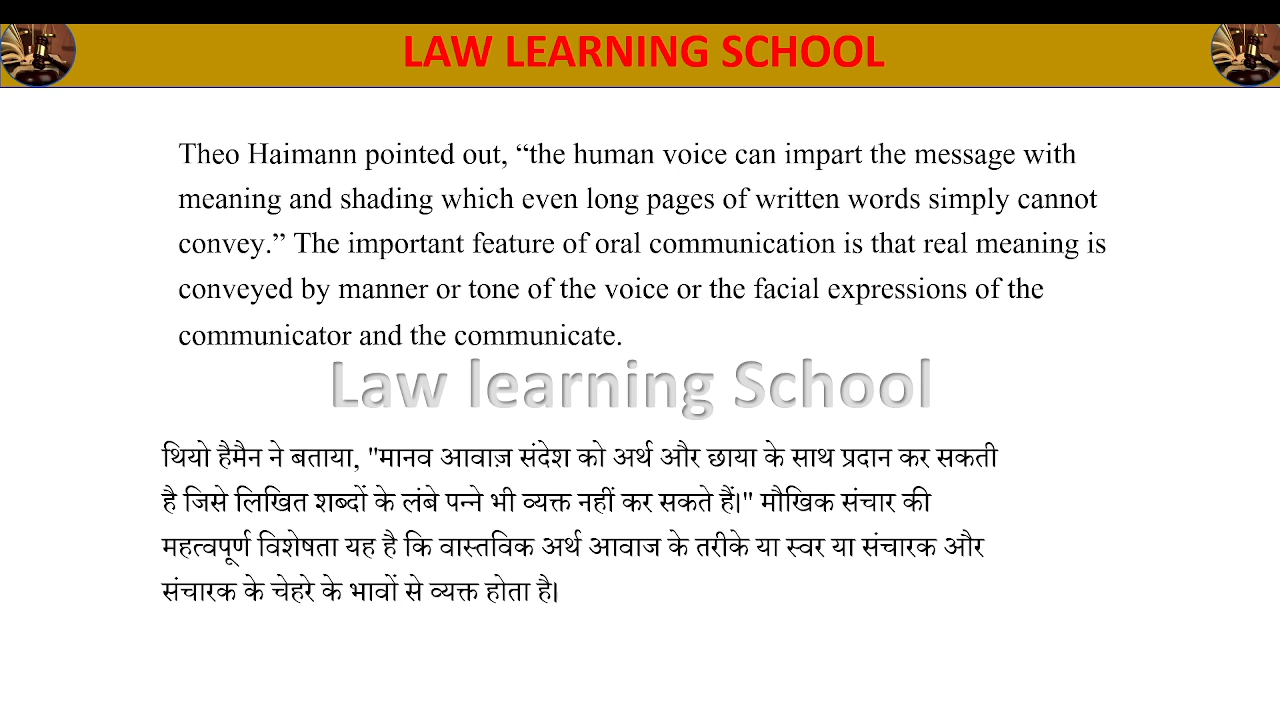 LAW LEARNING SCHOOL
Theo Haimann pointed out, “the human voice can impart the message with
meaning and shading which even long pages of written words simply cannot
convey.” The important feature of oral communication is that real meaning is
conveyed by manner or tone of the voice or the facial expressions of the
communicator and the communicate.
Law learning School
थियो हैमैन ने बताया, "मानव आवाज़ संदेश को अर्थ और छाया के साथ प्रदान कर सकती
है जिसे लिखित शब्दों के लंबे पन्ने भी व्यक्त नहीं कर सकते हैं।" मौखिक संचार की
महत्वपूर्ण विशेषता यह है कि वास्तविक अर्थ आवाज के तरीके या स्वर या संचारक और
संचारक के चेहरे के भावों से व्यक्त होता है।